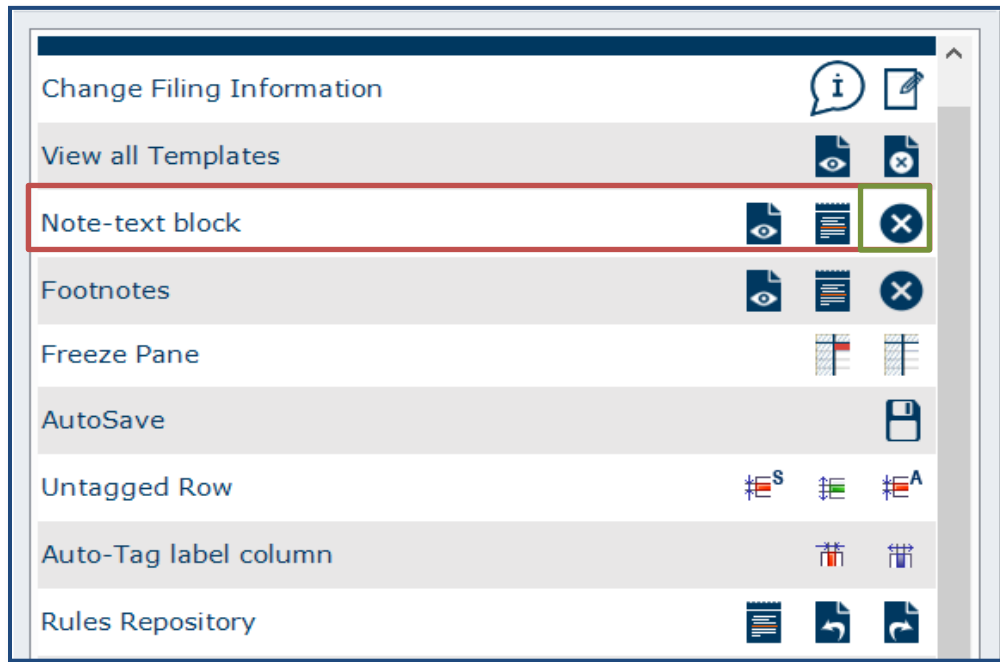 Change Filing Information
View all Templates
Note-text block
Footnotes
Freeze Pane
AutoSave
Untagged Row S A
Auto-Tag label column
Rules Repository